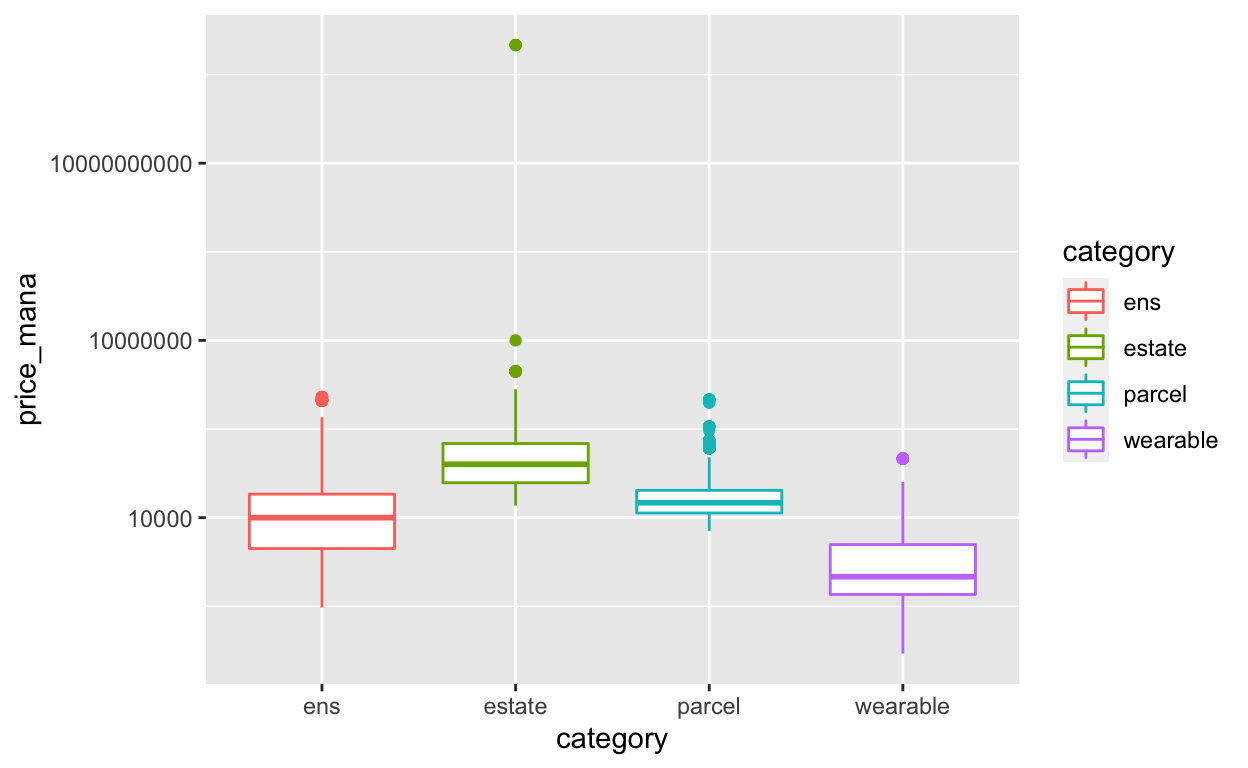 price_mana
10000000000
10000000
10000
ens
estate
parcel
wearable
category
category
ens
estate
parcel
wearable